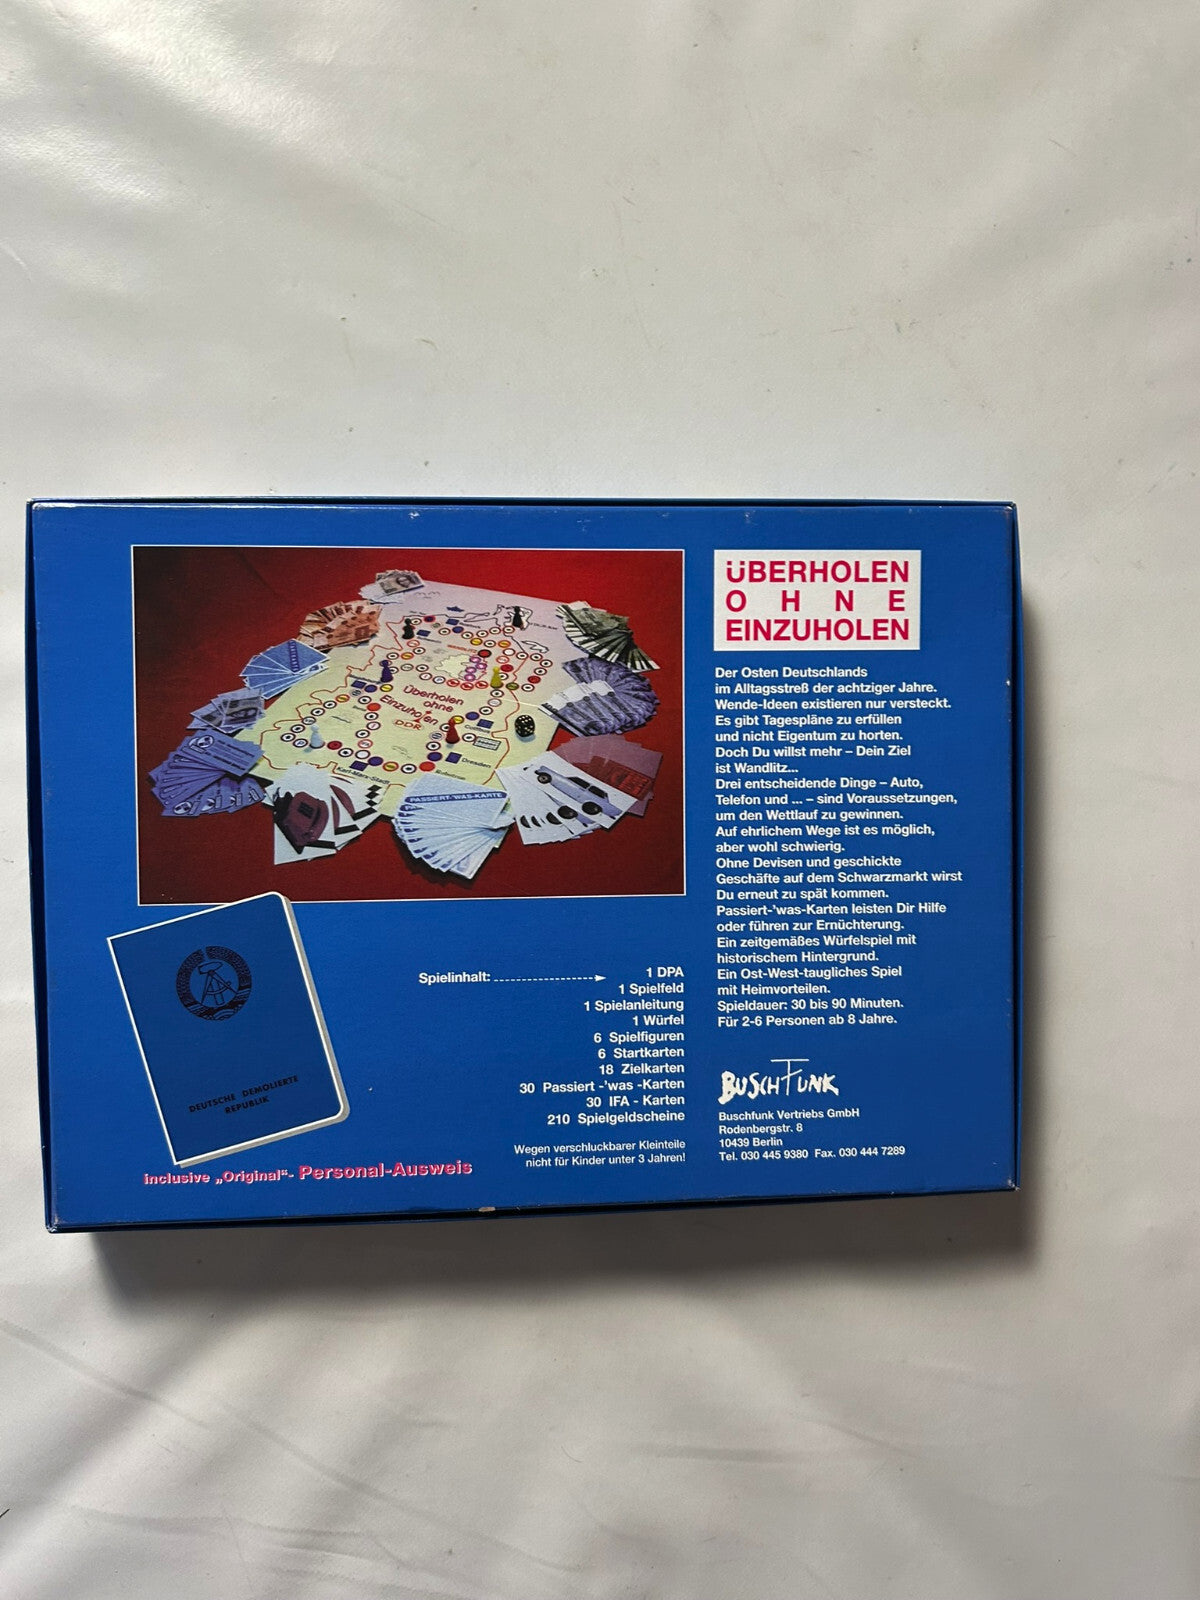 Überholen
ohne
Einzuholen
DDR
Dresden
Karl-Marx-Stadt
PASSIERT-'WAS-KARTE
ÜBERHOLEN
OHNE
EINZUHOLEN
Der Osten Deutschlands
im Alltagsstreß der achtziger Jahre.
Wende-Ideen existieren nur versteckt.
Es gibt Tagespläne zu erfüllen
und nicht Eigentum zu horten.
Doch Du willst mehr – Dein Ziel
ist Wandlitz...
Drei entscheidende Dinge – Auto,
Telefon und ... – sind Voraussetzungen,
um den Wettlauf zu gewinnen.
Auf ehrlichem Wege ist es möglich,
aber wohl schwierig.
Ohne Devisen und geschickte
Geschäfte auf dem Schwarzmarkt wirst
Du erneut zu spät kommen.
Passiert-'was-Karten leisten Dir Hilfe
oder führen zur Ernüchterung.
Ein zeitgemäßes Würfelspiel mit
historischem Hintergrund.
Ein Ost-West-taugliches Spiel
mit Heimvorteilen.
Spieldauer: 30 bis 90 Minuten.
Für 2-6 Personen ab 8 Jahre.
DEUTSCHE DEMOLIERTE
REPUBLIK
inclusive „Original“- Personal-Ausweis
Spielinhalt: 1 DPA
1 Spielfeld
1 Spielanleitung
1 Würfel
6 Spielfiguren
6 Startkarten
18 Zielkarten
30 Passiert -'was -Karten
30 IFA - Karten
210 Spielgeldscheine
Wegen verschluckbarer Kleinteile
nicht für Kinder unter 3 Jahren!
BUSCHFUNK
Buschfunk Vertriebs GmbH
Rodenbergstr. 8
10439 Berlin
Tel. 030 445 9380 Fax. 030 444 7289